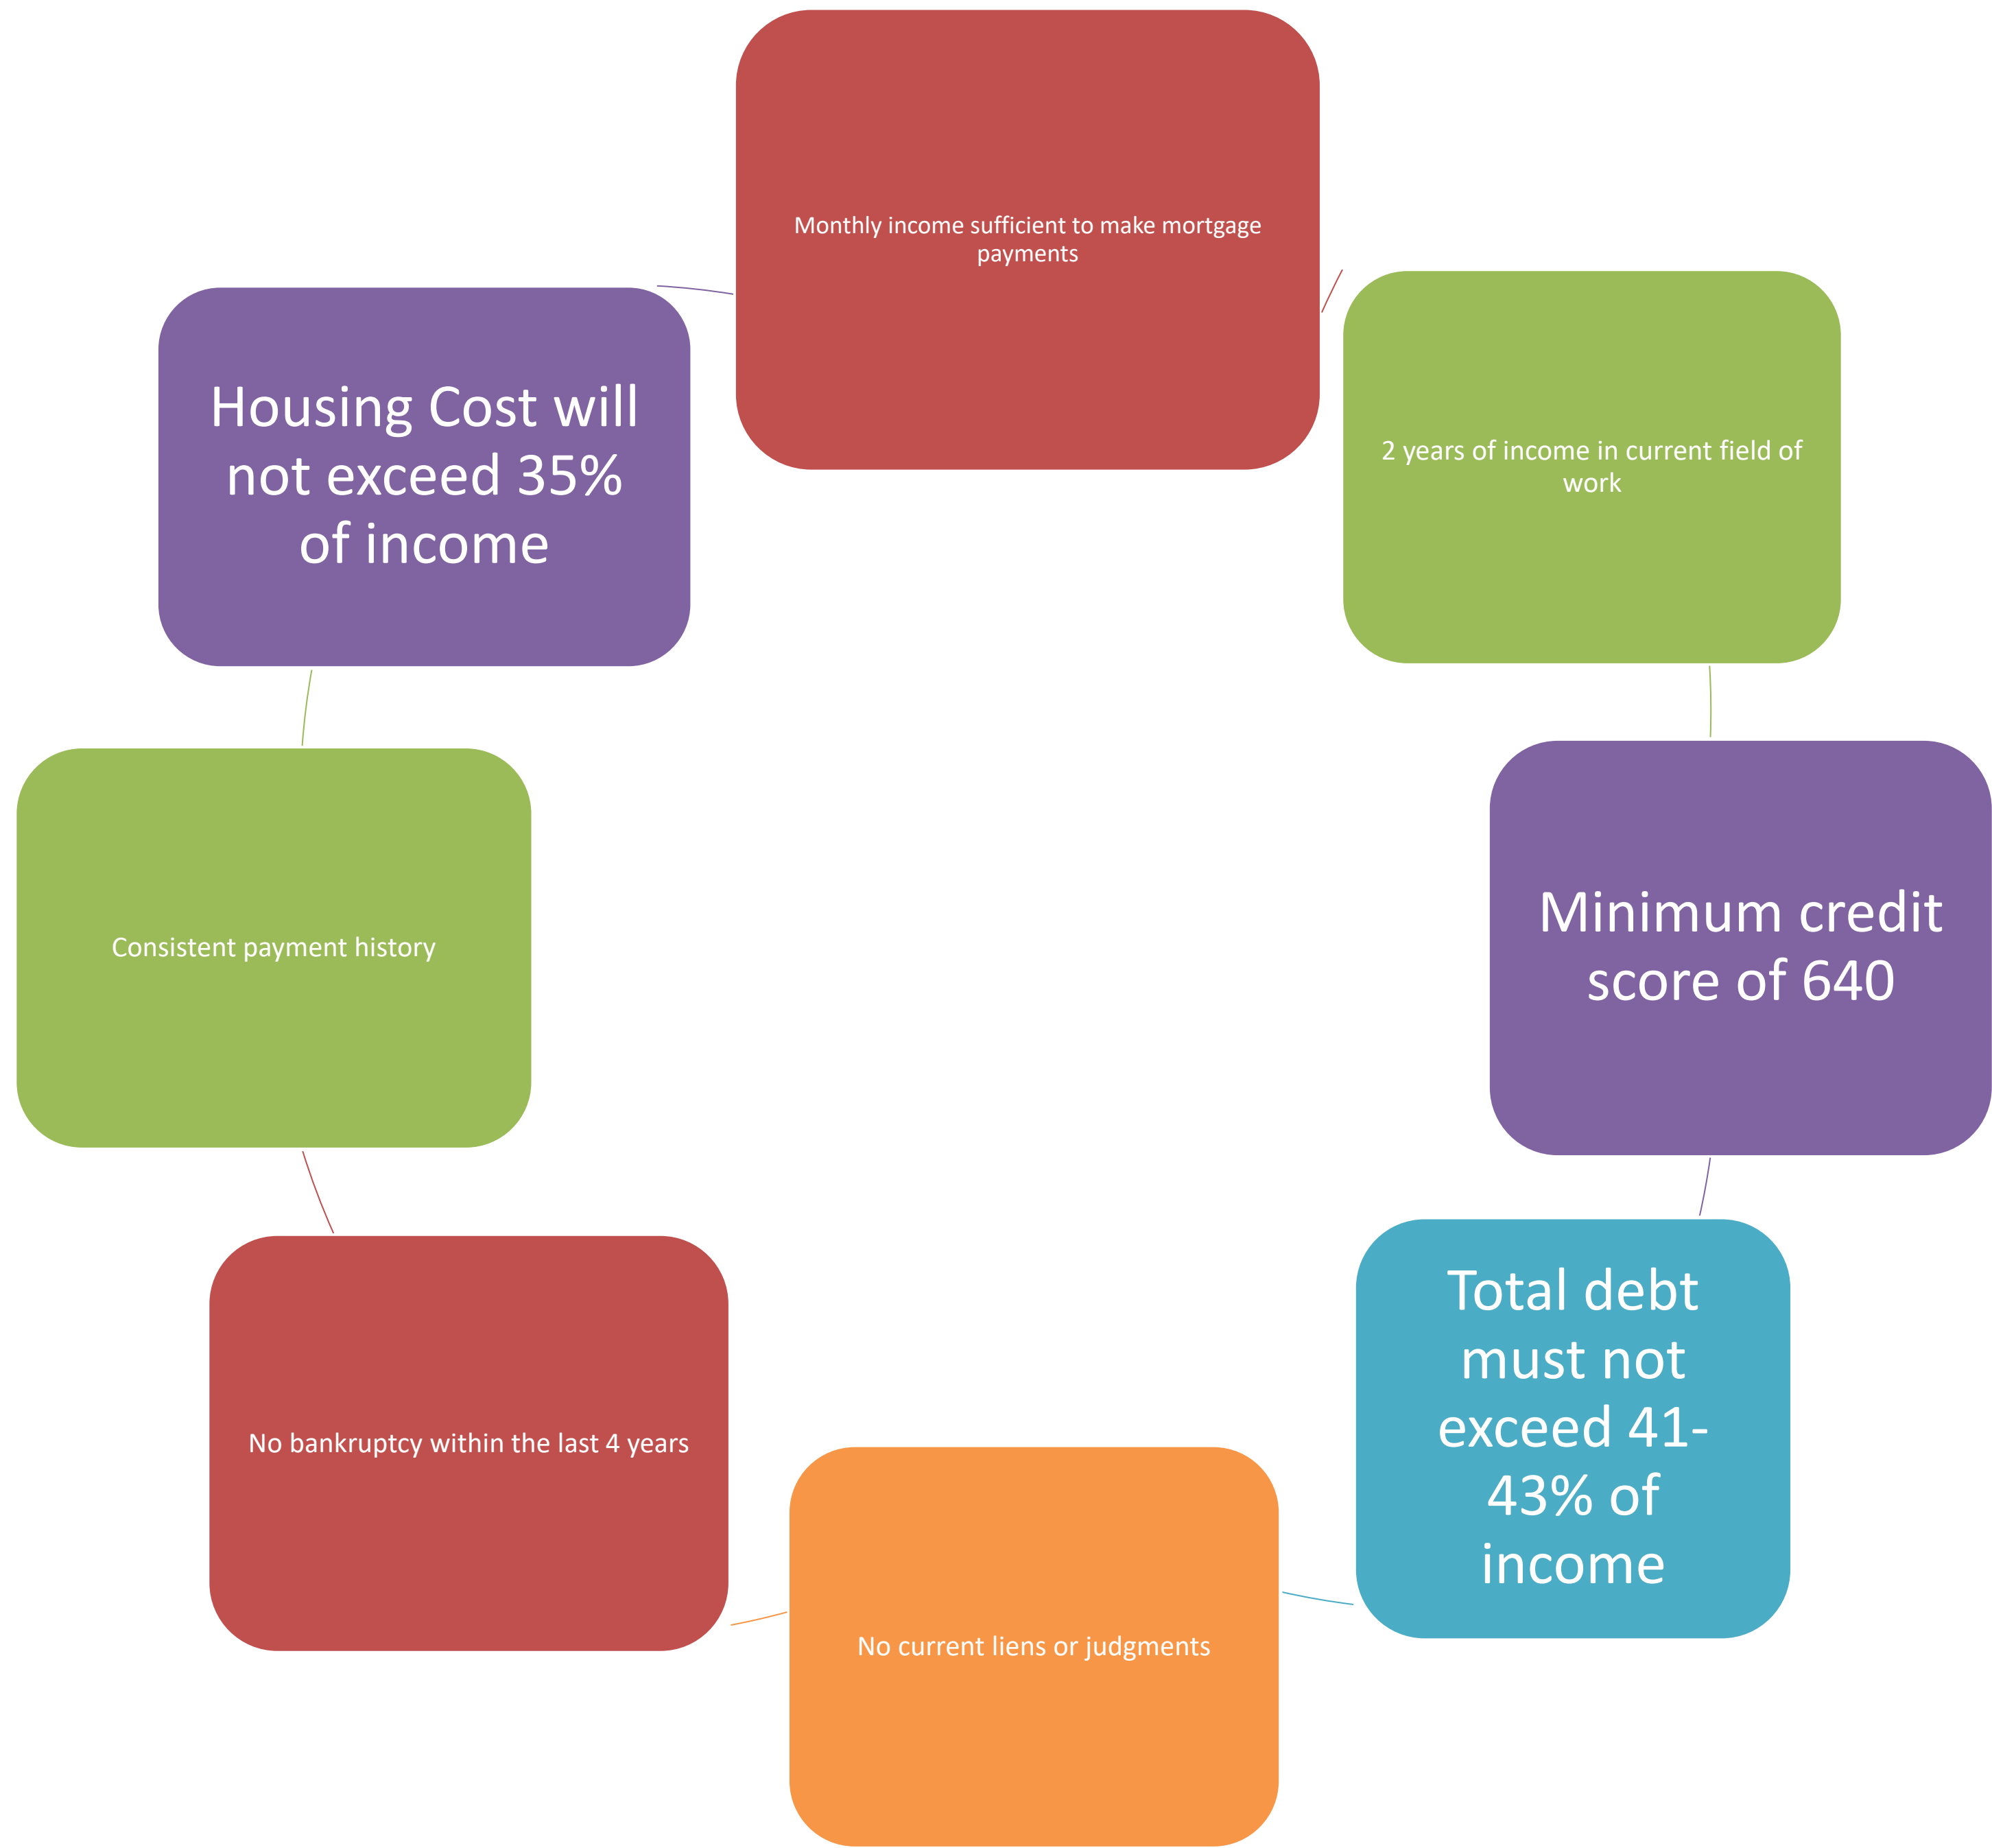 Monthly income sufficient to make mortgage
payments
2 years of income in current field of
work
Minimum credit
score of 640
Total debt
must not
exceed 41-
43% of
income
No current liens or judgments
No bankruptcy within the last 4 years
Consistent payment history
Housing Cost will
not exceed 35%
of income